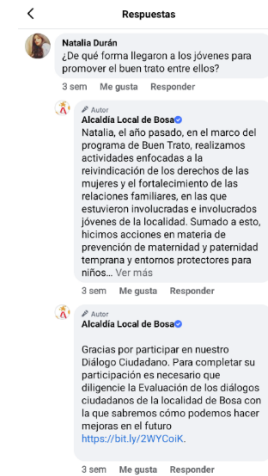 Respuestas
Natalia Durán
¿De qué forma llegaron a los jóvenes para
promover el buen trato entre ellos?
3 sem Me gusta Responder
Autor
Alcaldía Local de Bosa
Natalia, el año pasado, en el marco del
programa de Buen Trato, realizamos
actividades enfocadas a la
reivindicación de los derechos de las
mujeres y el fortalecimiento de las
relaciones familiares, en las que
estuvieron involucradas e involucrados
jóvenes de la localidad. Sumado a esto,
hicimos acciones en materia de
prevención de maternidad y paternidad
temprana y entornos protectores para
niños... Ver más
3 sem Me gusta Responder
Autor
Alcaldía Local de Bosa
Gracias por participar en nuestro
Diálogo Ciudadano. Para completar su
participación es necesario que
diligencie la Evaluación de los diálogos
ciudadanos de la localidad de Bosa con
la que sabremos cómo podemos hacer
mejoras en el futuro
https://bit.ly/2WYCoiK.
3 sem Me gusta Responder